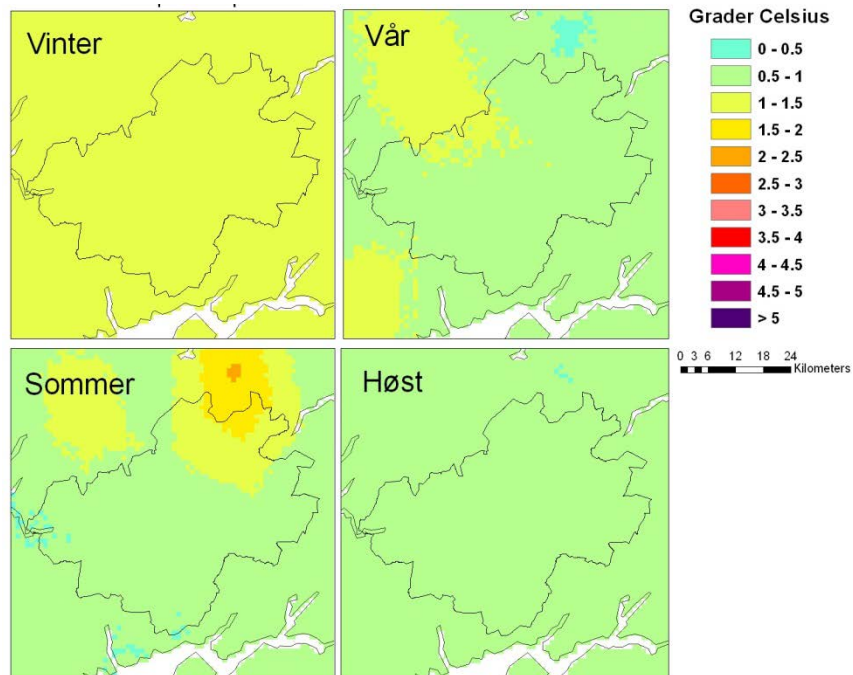 Vinter
Vår
Grader Celsius
0 - 0.5
0.5 - 1
1 - 1.5
1.5 - 2
2 - 2.5
2.5 - 3
3 - 3.5
3.5 - 4
4 - 4.5
4.5 - 5
> 5
0 3 6 12 18 24
Kilometers
Sommer
Høst